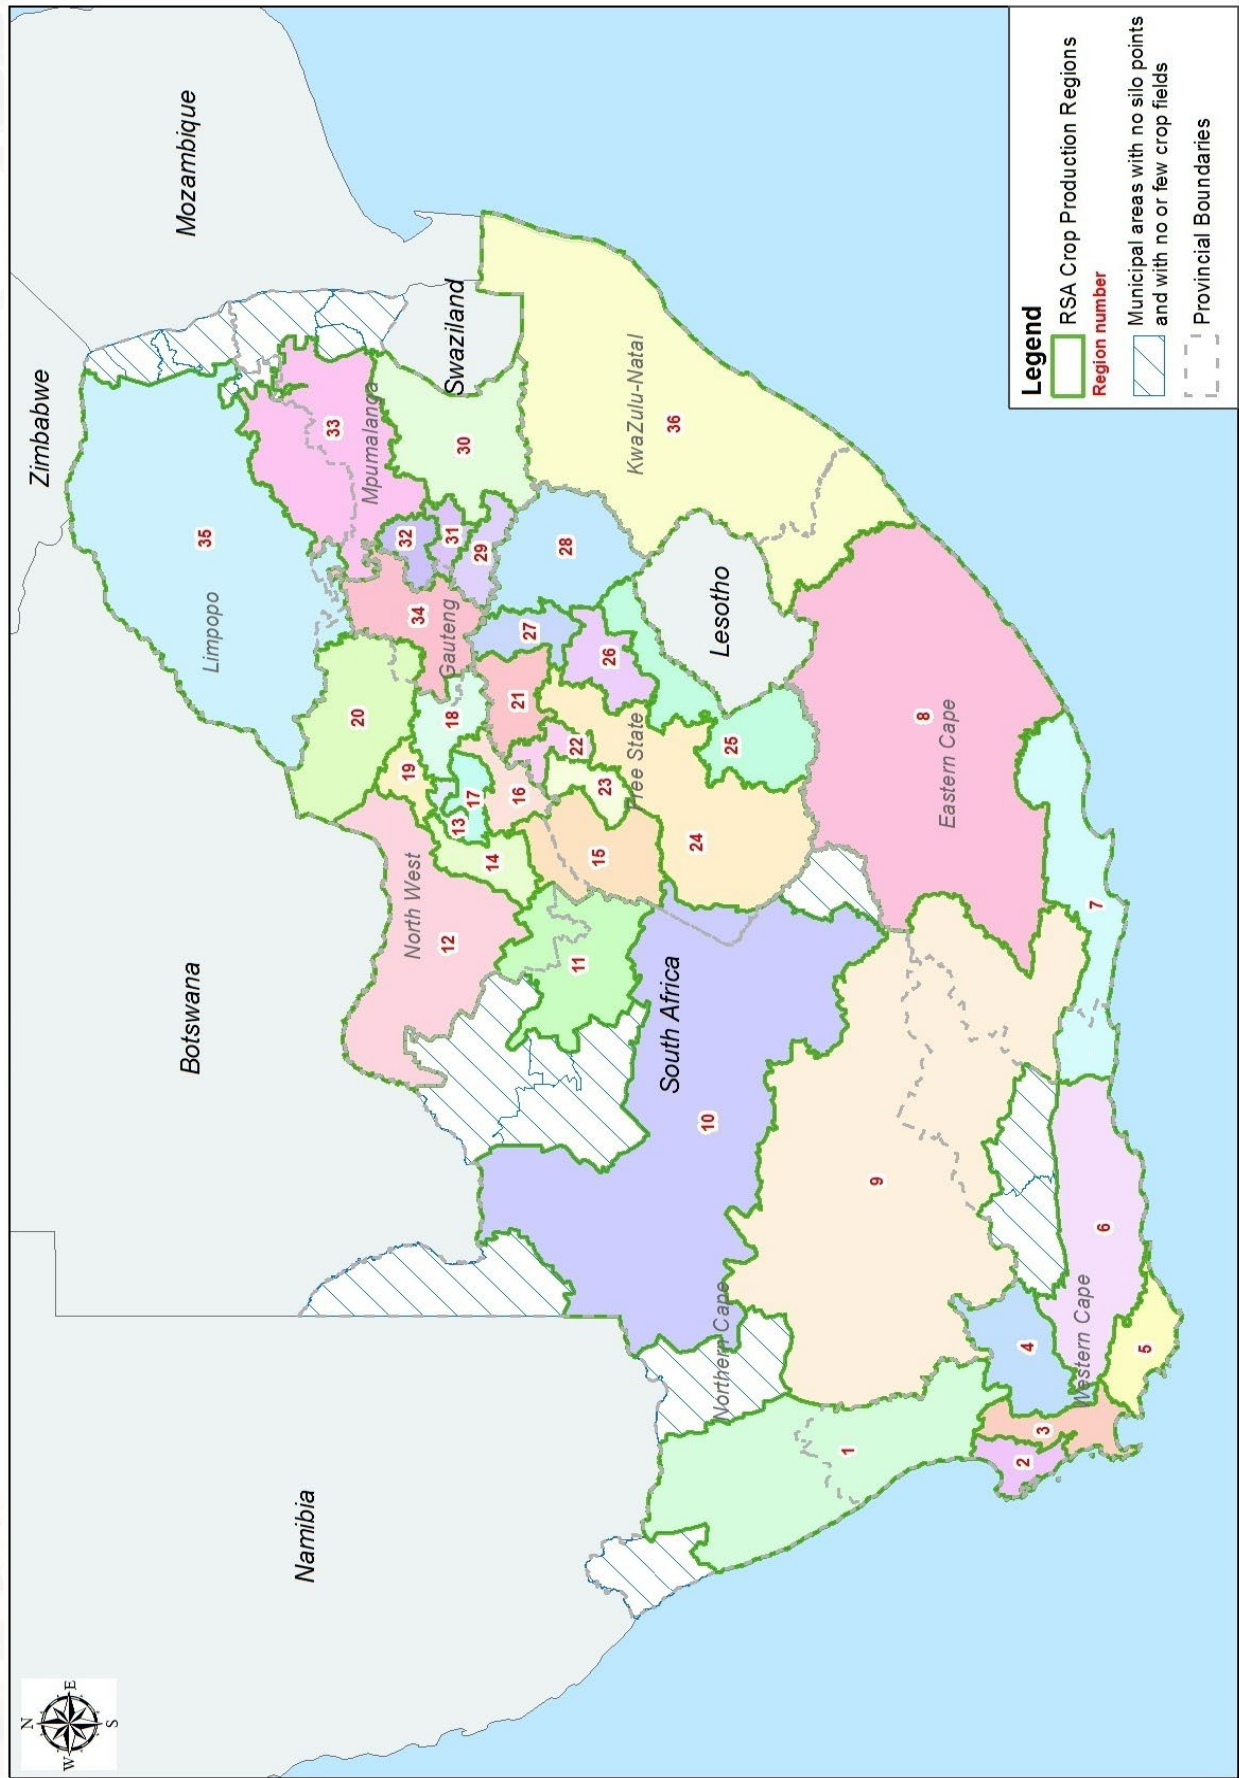 N
W
E
S
Zimbabwe
Mozambique
Botswana
Namibia
Swaziland
Lesotho
South Africa
Limpopo
Mpumalanga
Gauteng
North West
Free State
KwaZulu-Natal
Northern Cape
Eastern Cape
Western Cape
1
2
3
4
5
6
7
8
9
10
11
12
13
14
15
16
17
18
19
20
21
22
23
24
25
26
27
28
29
30
31
32
33
34
35
36
Legend
RSA Crop Production Regions
Region number
Municipal areas with no silo points
and with no or few crop fields
Provincial Boundaries